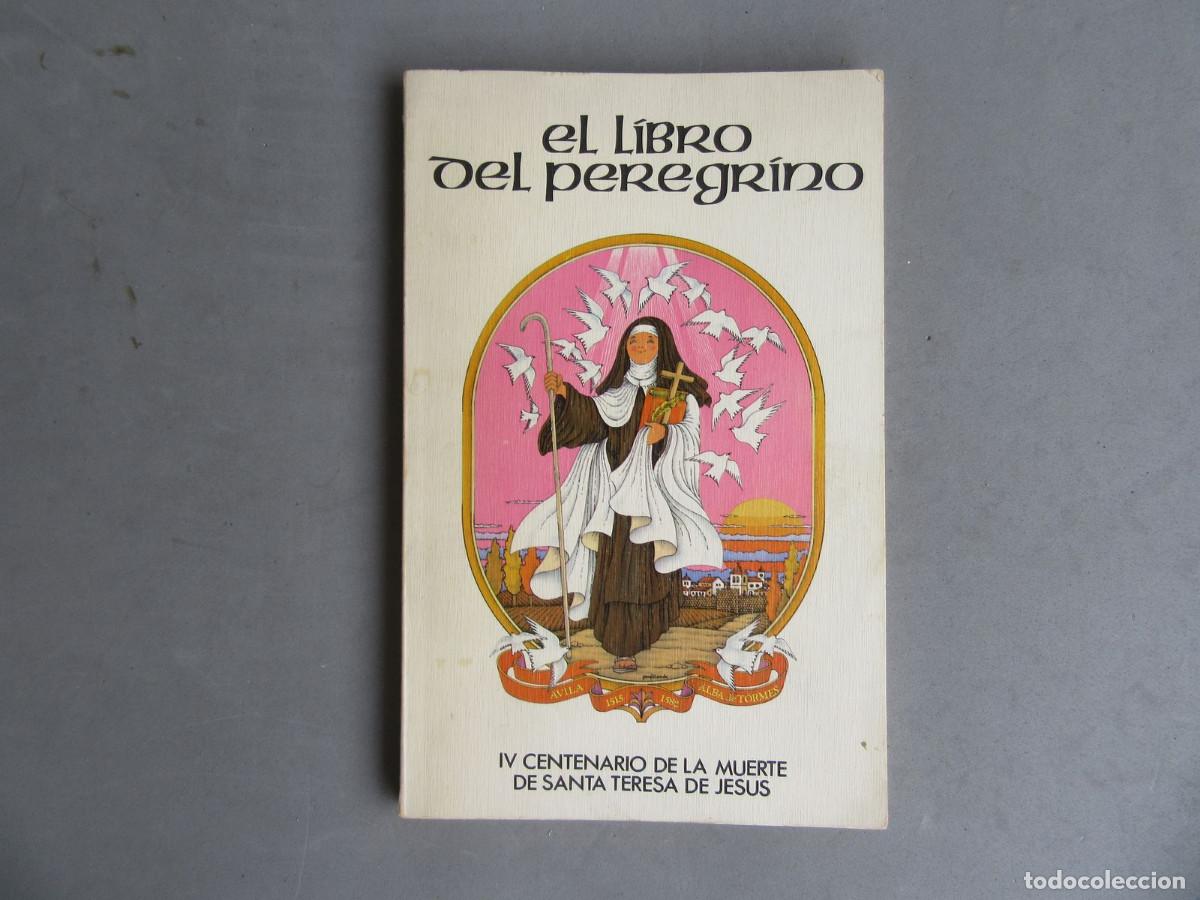 el libro
del peregrino
AVILA 1515 1582 ALBA de TORMES
IV CENTENARIO DE LA MUERTE
DE SANTA TERESA DE JESUS
todocoleccion